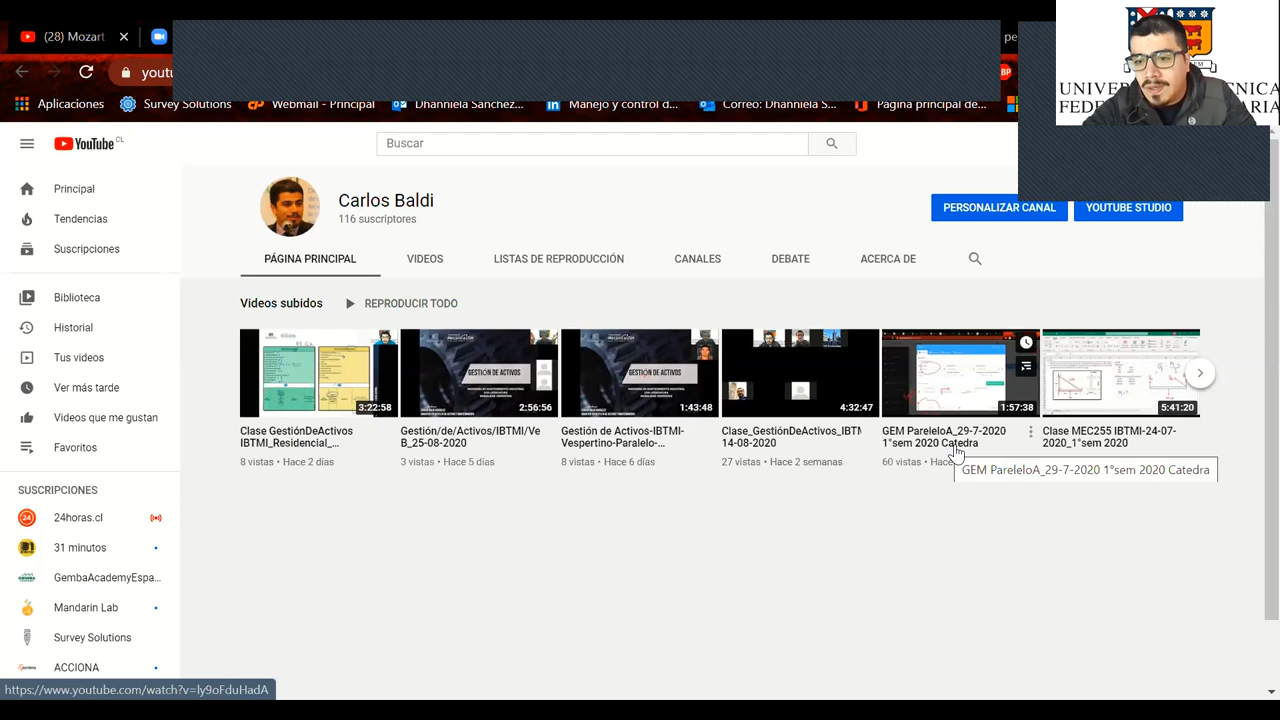 (28) Mozart
pe
youtu
BP
Aplicaciones
Survey Solutions
Webmail - Principal
Dhanniela Sánchez...
Manejo y control d...
Correo: Dhanniela S...
Página principal de...
UNIVER
CNICA
FEDER
ARIA
YouTube CL
Buscar
Principal
Tendencias
Suscripciones
Biblioteca
Historial
Tus videos
Ver más tarde
Videos que me gustan
Favoritos
SUSCRIPCIONES
24horas.cl
31 minutos
GembaAcademyEspa...
Mandarin Lab
Survey Solutions
ACCIONA
Carlos Baldi
116 suscriptores
PERSONALIZAR CANAL
YOUTUBE STUDIO
PÁGINA PRINCIPAL
VIDEOS
LISTAS DE REPRODUCCIÓN
CANALES
DEBATE
ACERCA DE
Videos subidos
REPRODUCIR TODO
3:22:58
Clase GestiónDeActivos
IBTMI_Residencial_...
8 vistas • Hace 2 días
GESTIÓN DE ACTIVOS
2:56:56
Gestión/de/Activos/IBTMI/Ve
B_25-08-2020
3 vistas • Hace 5 días
GESTIÓN DE ACTIVOS
1:43:48
Gestión de Activos-IBTMI-
Vespertino-Paralelo-...
8 vistas • Hace 6 días
4:32:47
Clase_GestiónDeActivos_IBTM
14-08-2020
27 vistas • Hace 2 semanas
1:57:38
GEM PareleloA_29-7-2020
1°sem 2020 Catedra
60 vistas • Hace
GEM PareleloA_29-7-2020 1°sem 2020 Catedra
5:41:20
Clase MEC255 IBTMI-24-07-
2020_1°sem 2020
https://www.youtube.com/watch?v=ly9oFduHadA